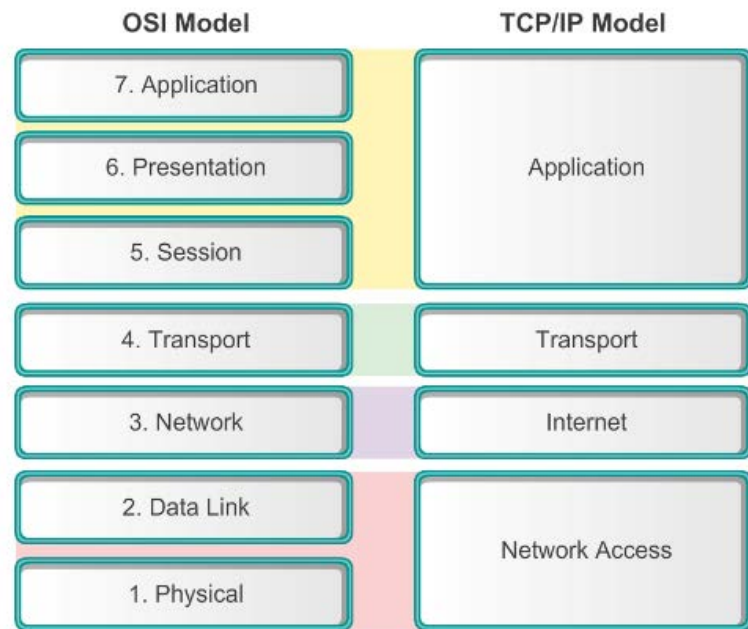 OSI Model
TCP/IP Model
7. Application
6. Presentation
5. Session
4. Transport
3. Network
2. Data Link
1. Physical
Application
Transport
Internet
Network Access